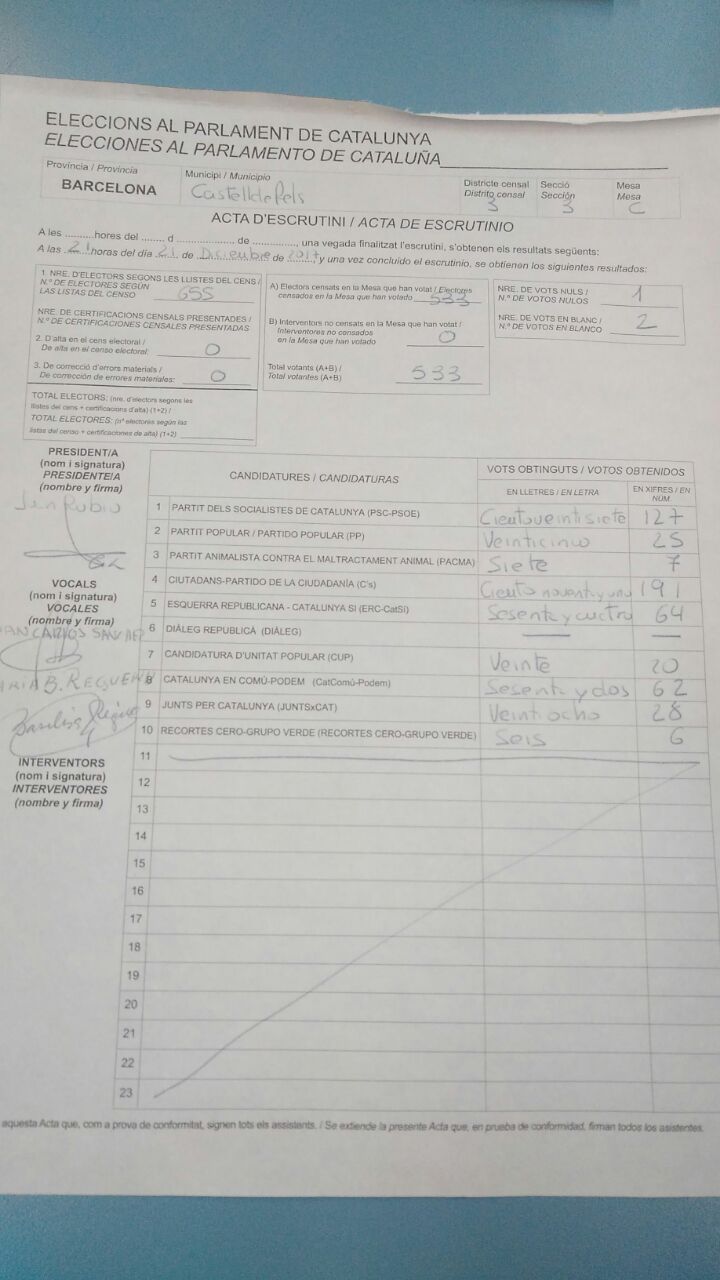 ELECCIONS AL PARLAMENT DE CATALUNYA
ELECCIONES AL PARLAMENTO DE CATALUÑA
Província / Provincia
BARCELONA
Municipi / Municipio
Castelldefels
Districte censal
Distrito censal
3
Secció
Sección
3
Mesa
Mesa
C
ACTA D'ESCRUTINI / ACTA DE ESCRUTINIO
A les ..........hores del ........ d ...................... de .............., una vegada finalitzat l'escrutini, s'obtenen els resultats següents:
A las 21 horas del día 21 de Diciembre de 2017 y una vez concluido el escrutinio, se obtienen los siguientes resultados:
1. NRE. D'ELECTORS SEGONS LES LLISTES DEL CENS /
N.º DE ELECTORES SEGÚN
LAS LISTAS DEL CENSO 655
NRE. DE CERTIFICACIONS CENSALS PRESENTADES /
N.º DE CERTIFICACIONES CENSALES PRESENTADAS
2. D'alta en el cens electoral /
De alta en el censo electoral: 0
3. De correcció d'errors materials /
De corrección de errores materiales: 0
TOTAL ELECTORS: (nre. d'electors segons les
llistes del cens + certificacions d'alta) (1+2) /
TOTAL ELECTORES: (nº electores según las
listas del censo + certificaciones de alta) (1+2)
A) Electors censats en la Mesa que han votat / Electores
censados en la Mesa que han votado 533
B) Interventors no censats en la Mesa que han votat /
Interventores no censados
en la Mesa que han votado 0
Total votants (A+B) /
Total votantes (A+B) 533
NRE. DE VOTS NULS /
N.º DE VOTOS NULOS 1
NRE. DE VOTS EN BLANC /
N.º DE VOTOS EN BLANCO 2
PRESIDENT/A
(nom i signatura)
PRESIDENTE/A
(nombre y firma)
Rubio
VOCALS
(nom i signatura)
VOCALES
(nombre y firma)
CARLOS
B. REGUE
Basilisa
INTERVENTORS
(nom i signatura)
INTERVENTORES
(nombre y firma)
CANDIDATURES / CANDIDATURAS
VOTS OBTINGUTS / VOTOS OBTENIDOS
EN LLETRES / EN LETRA
EN XIFRES / EN NÚM.
1 PARTIT DELS SOCIALISTES DE CATALUNYA (PSC-PSOE) Cientoveintisiete 127
2 PARTIT POPULAR / PARTIDO POPULAR (PP) Veinticinco 25
3 PARTIT ANIMALISTA CONTRA EL MALTRACTAMENT ANIMAL (PACMA) Siete 7
4 CIUTADANS-PARTIDO DE LA CIUDADANÍA (C's) Ciento noventa y uno 191
5 ESQUERRA REPUBLICANA - CATALUNYA SÍ (ERC-CatSí) Sesenta y cuatro 64
6 DIÀLEG REPUBLICÀ (DIÀLEG) — —
7 CANDIDATURA D'UNITAT POPULAR (CUP) Veinte 20
8 CATALUNYA EN COMÚ-PODEM (CatComú-Podem) Sesenta y dos 62
9 JUNTS PER CATALUNYA (JUNTSxCAT) Veintiocho 28
10 RECORTES CERO-GRUPO VERDE (RECORTES CERO-GRUPO VERDE) Seis 6
11
12
13
14
15
16
17
18
19
20
21
22
23
aquesta Acta que, com a prova de conformitat, signen tots els assistents. / Se extiende la presente Acta que, en prueba de conformidad, firman todos los asistentes.